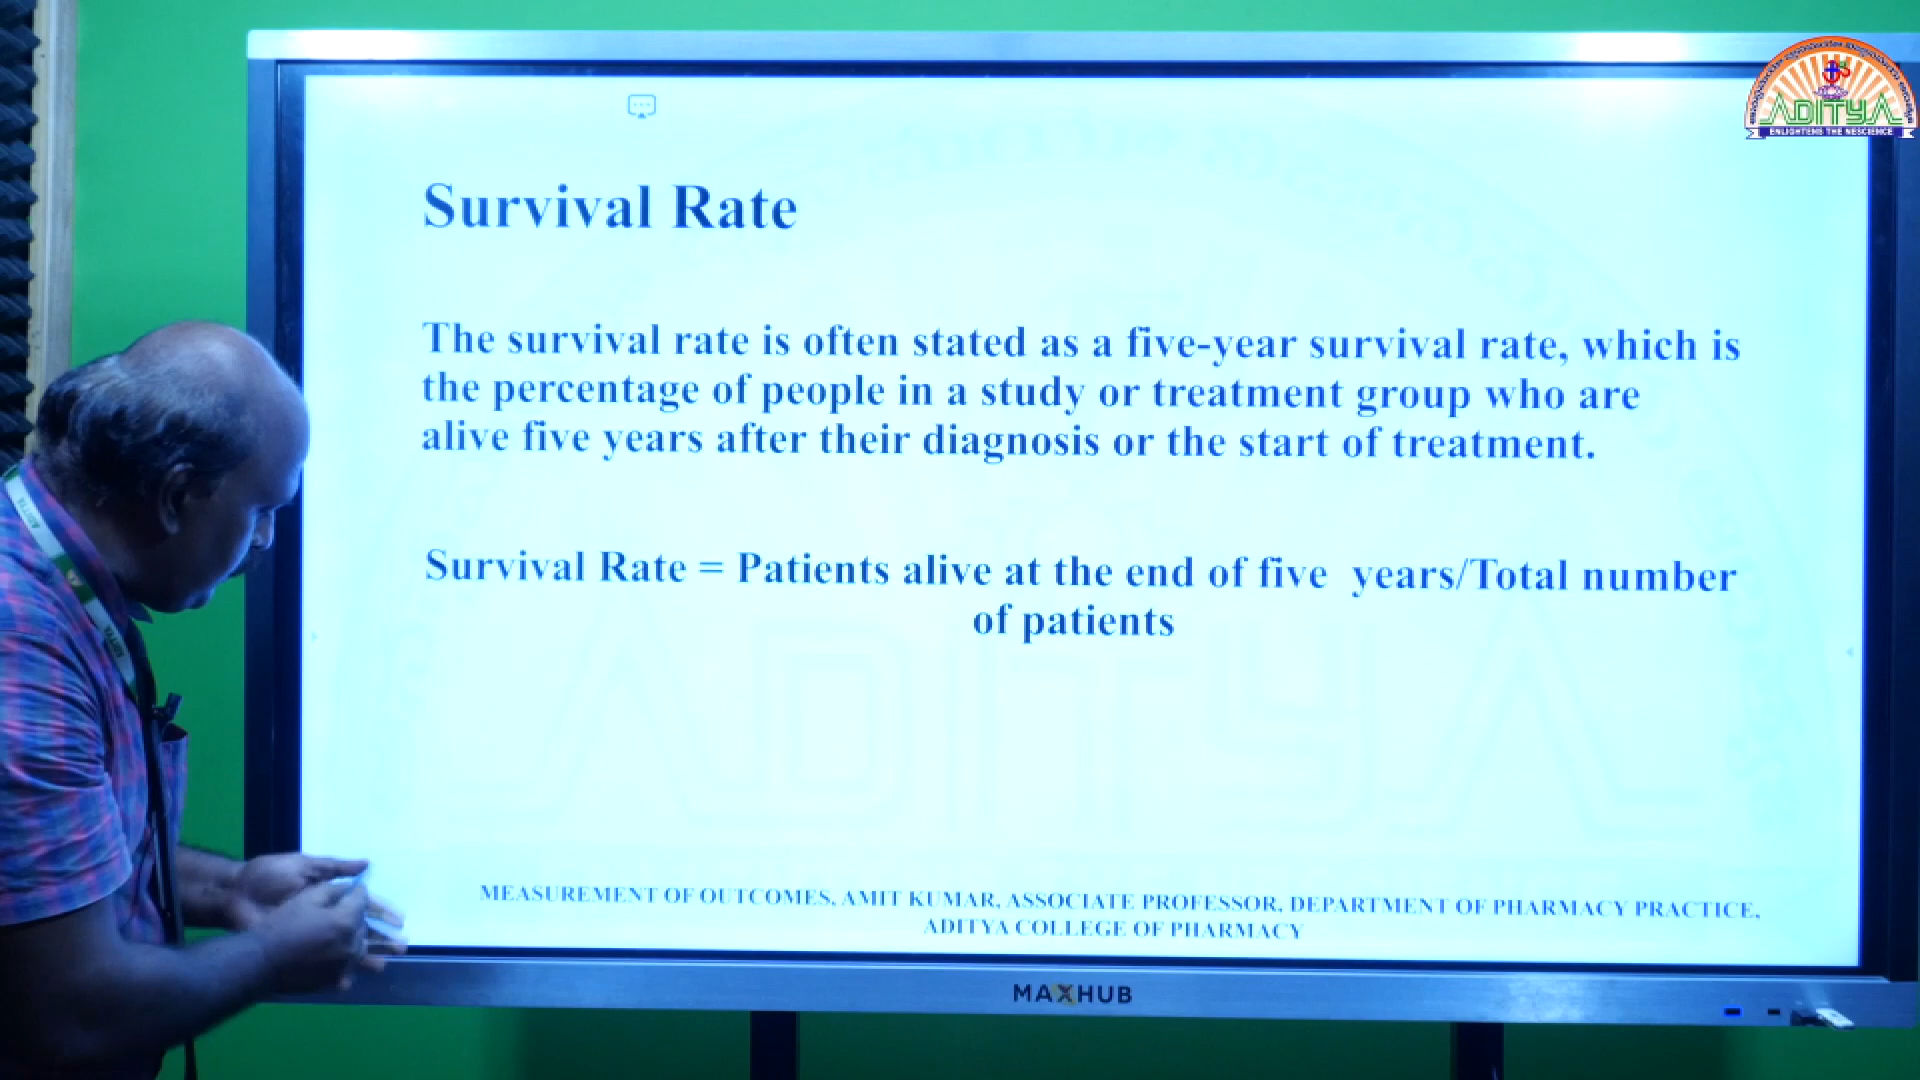 ADITYA
ENLIGHTENS THE NESCIENCE
Survival Rate
The survival rate is often stated as a five-year survival rate, which is
the percentage of people in a study or treatment group who are
alive five years after their diagnosis or the start of treatment.
Survival Rate = Patients alive at the end of five years/Total number
of patients
ADITYA
MEASUREMENT OF OUTCOMES, AMIT KUMAR, ASSOCIATE PROFESSOR, DEPARTMENT OF PHARMACY PRACTICE,
ADITYA COLLEGE OF PHARMACY
MAXHUB